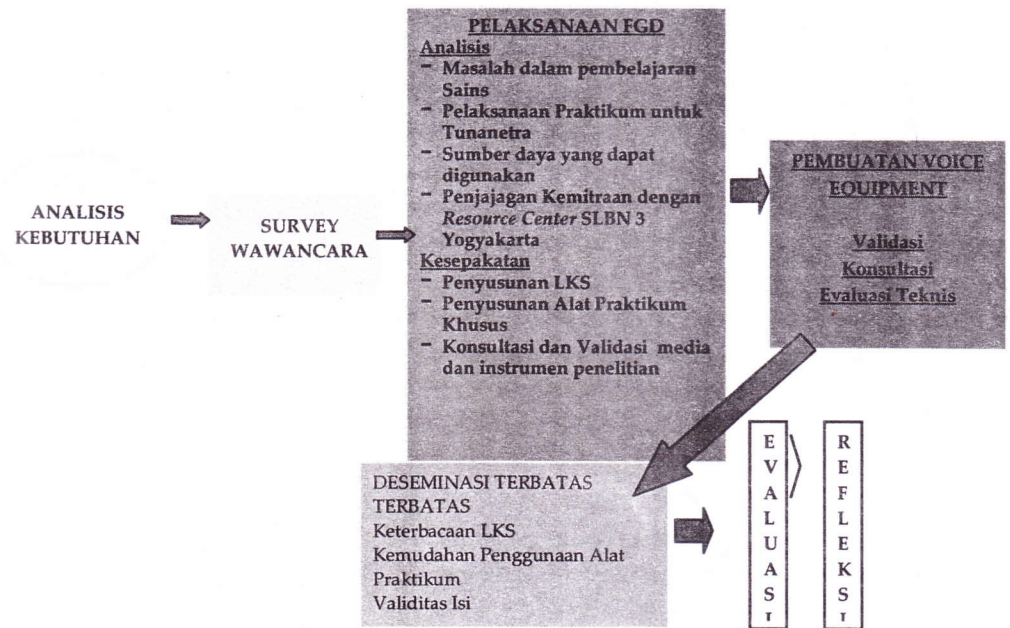 ANALISIS
KEBUTUHAN
SURVEY
WAWANCARA
PELAKSANAAN FGD
Analisis
- Masalah dalam pembelajaran
Sains
- Pelaksanaan Praktikum untuk
Tunanetra
- Sumber daya yang dapat
digunakan
- Penjajagan Kemitraan dengan
Resource Center SLBN 3
Yogyakarta
Kesepakatan
- Penyusunan LKS
- Penyusunan Alat Praktikum
Khusus
- Konsultasi dan Validasi media
dan instrumen penelitian
PEMBUATAN VOICE
EQUIPMENT
Validasi
Konsultasi
Evaluasi Teknis
DESEMINASI TERBATAS
TERBATAS
Keterbacaan LKS
Kemudahan Penggunaan Alat
Praktikum
Validitas Isi
E
V
A
L
U
A
S
I
R
E
F
L
E
K
S
I